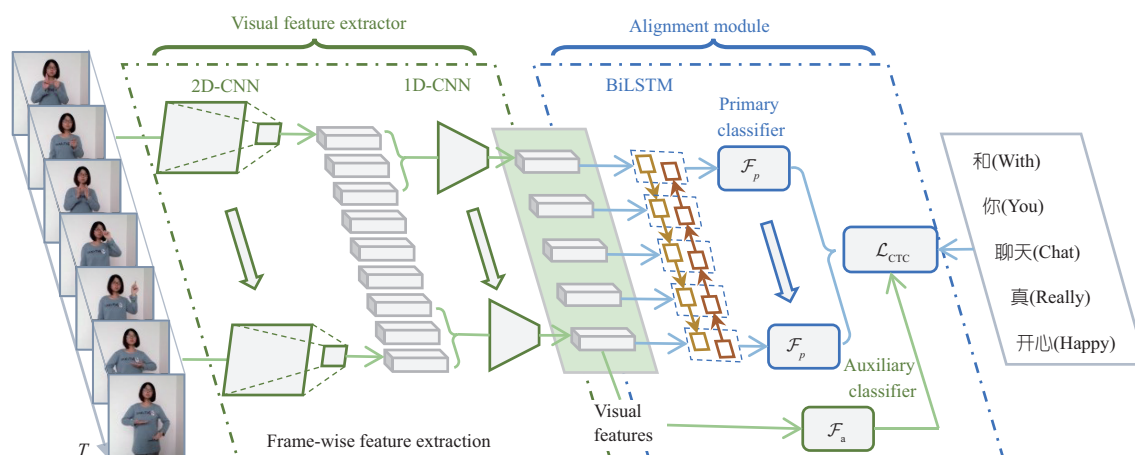 Visual feature extractor
Alignment module
2D-CNN
1D-CNN
BiLSTM
Primary
classifier
ℱp
和(With)
你(You)
聊天(Chat)
真(Really)
开心(Happy)
ℒCTC
ℱp
Auxiliary
classifier
Visual
features
ℱa
Frame-wise feature extraction
T